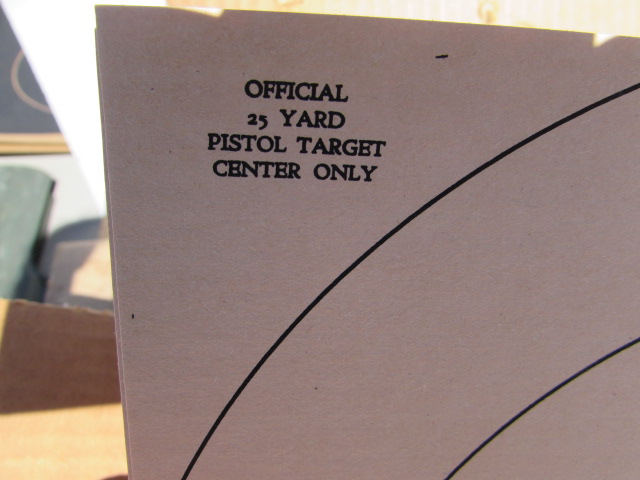 OFFICIAL
25 YARD
PISTOL TARGET
CENTER ONLY